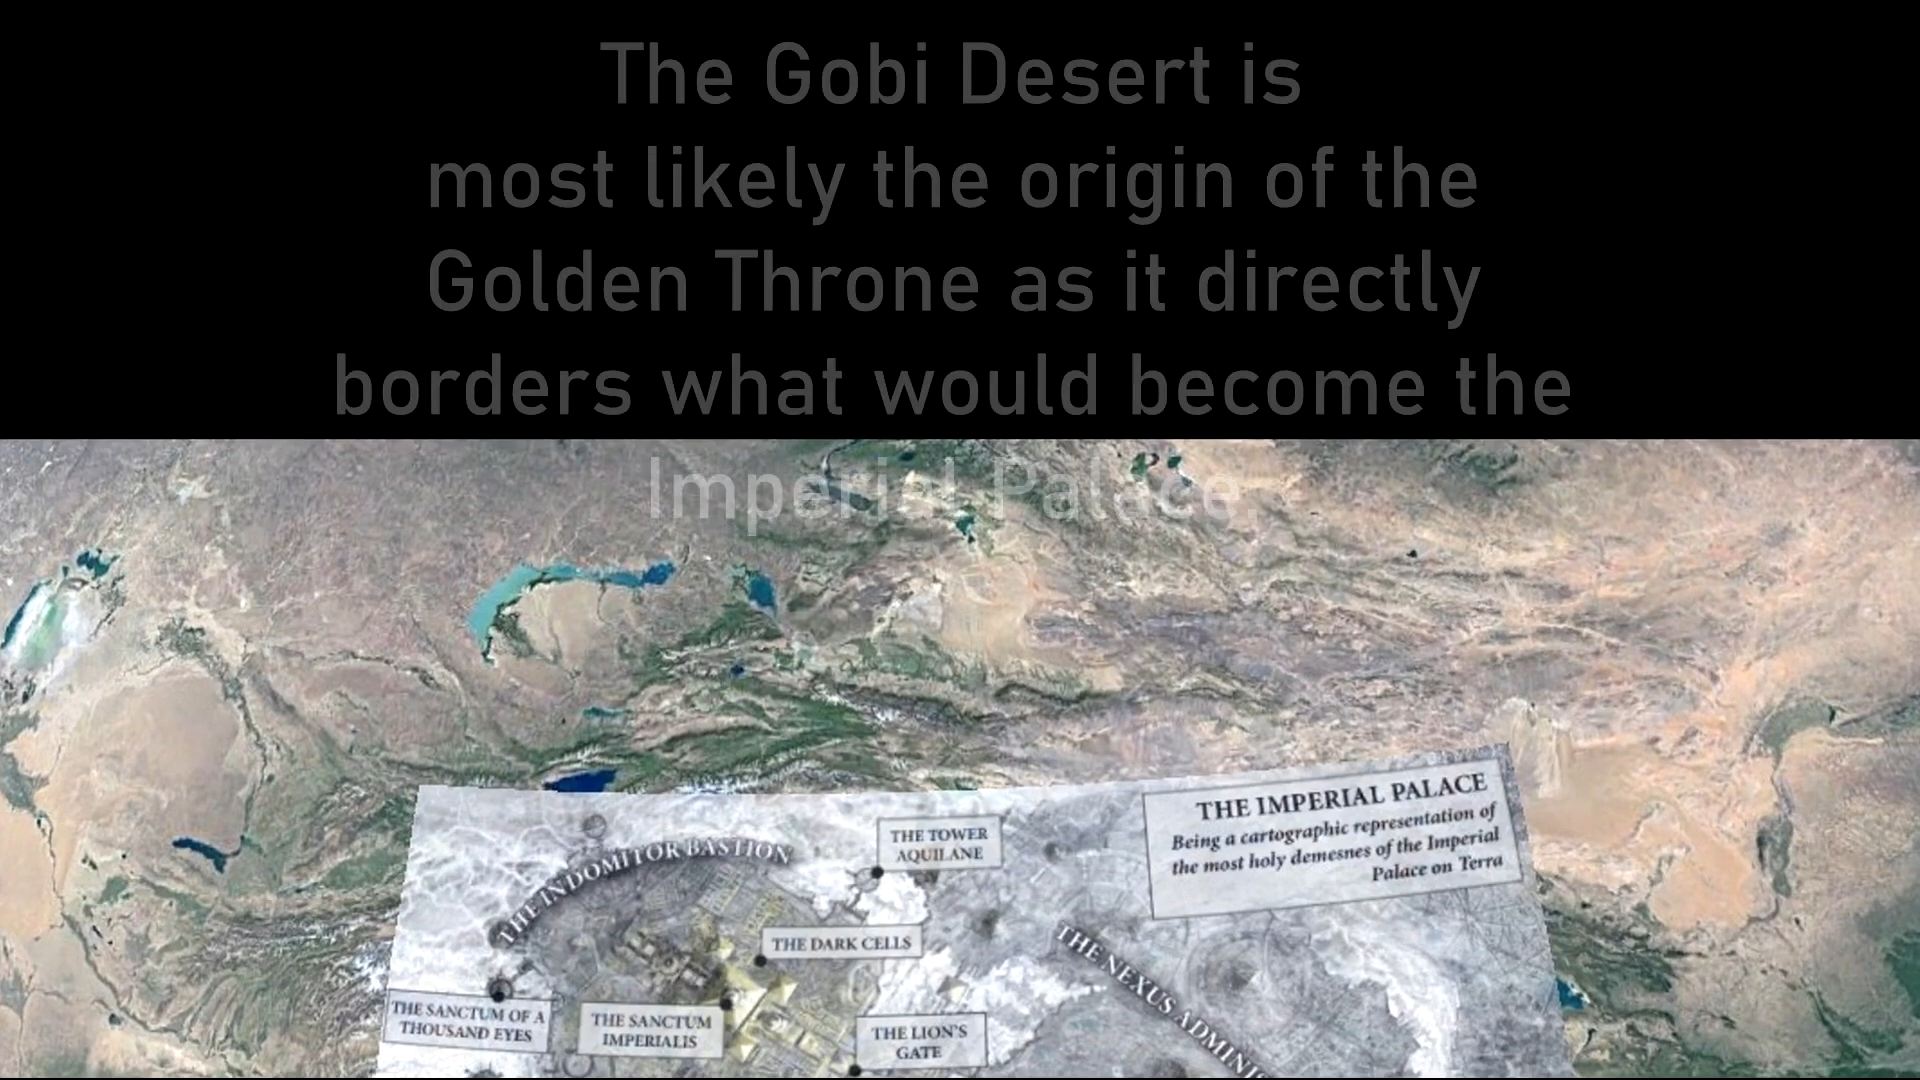 The Gobi Desert is
most likely the origin of the
Golden Throne as it directly
borders what would become the
Imperial Palace.
THE IMPERIAL PALACE
Being a cartographic representation of
the most holy demesnes of the Imperial
Palace on Terra
THE TOWER
AQUILANE
THE INDOMITOR BASTION
THE DARK CELLS
THE NEXUS
THE SANCTUM OF A
THOUSAND EYES
THE SANCTUM
IMPERIALIS
THE LION'S
GATE